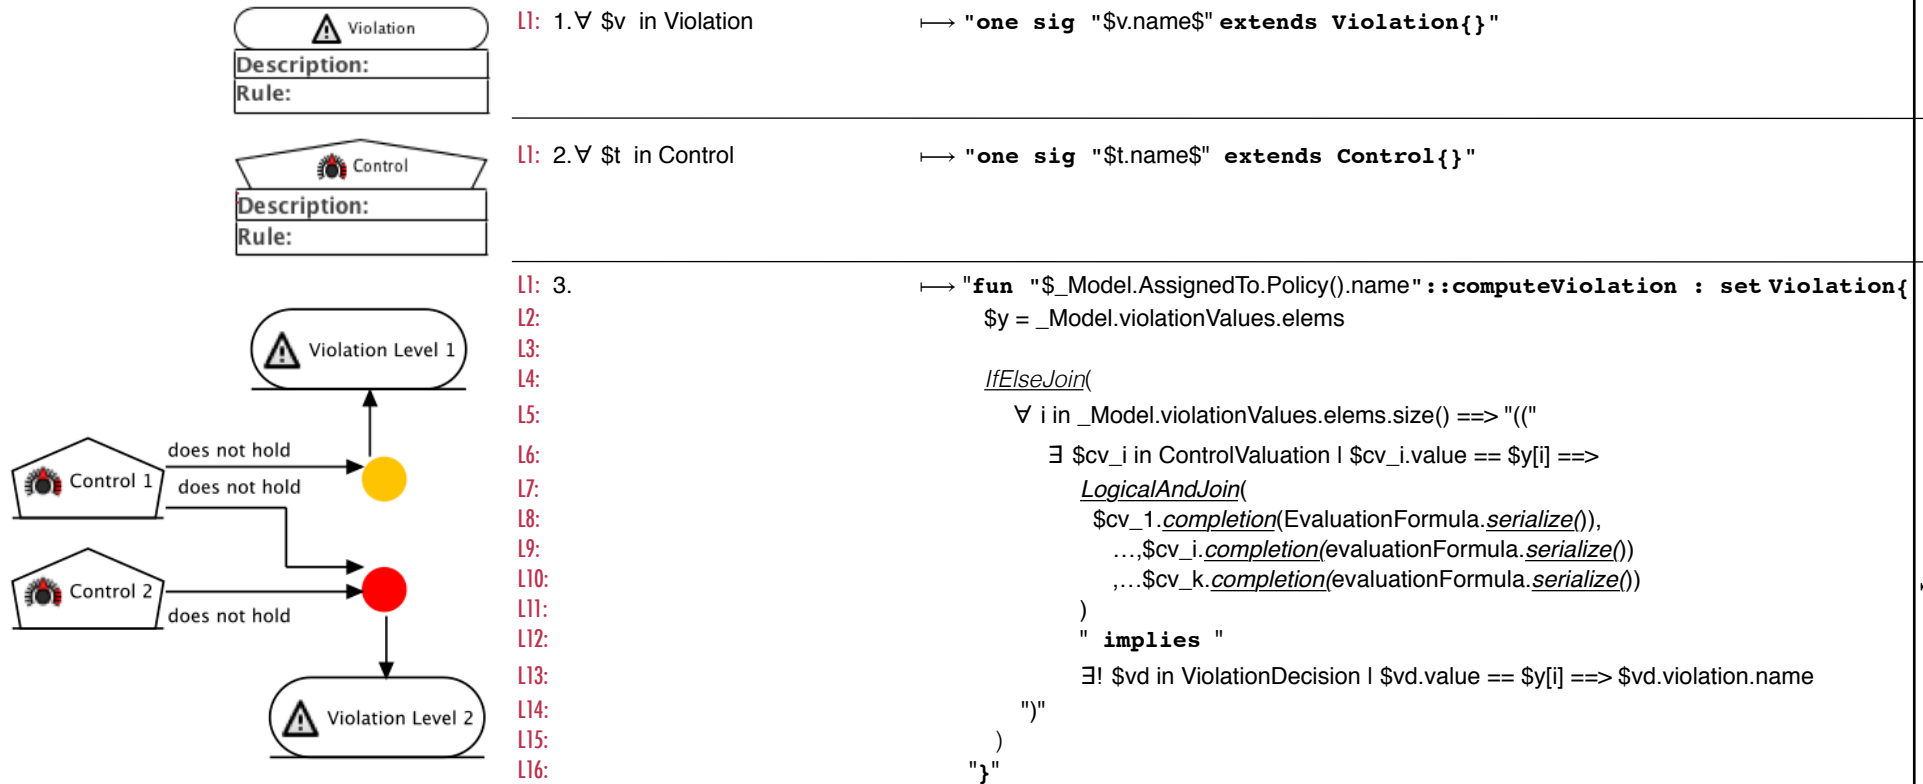 Violation
Description:
Rule:
L1: 1.∀ $v in Violation ⟼ "one sig "$v.name$" extends Violation{}"
Control
Description:
Rule:
L1: 2.∀ $t in Control ⟼ "one sig "$t.name$" extends Control{}"
Violation Level 1
does not hold
Control 1
does not hold
Control 2
does not hold
Violation Level 2
L1: 3. ⟼ "fun "$_Model.AssignedTo.Policy().name"::computeViolation : set Violation{
L2: $y = _Model.violationValues.elems
L3:
L4: IfElseJoin(
L5: ∀ i in _Model.violationValues.elems.size() ==> "(("
L6: ∃ $cv_i in ControlValuation | $cv_i.value == $y[i] ==>
L7: LogicalAndJoin(
L8: $cv_1.completion(EvaluationFormula.serialize()),
L9: …,$cv_i.completion(evaluationFormula.serialize())
L10: ,…$cv_k.completion(evaluationFormula.serialize())
L11: )
L12: " implies "
L13: ∃! $vd in ViolationDecision | $vd.value == $y[i] ==> $vd.violation.name
L14: ")"
L15: )
L16: "}"